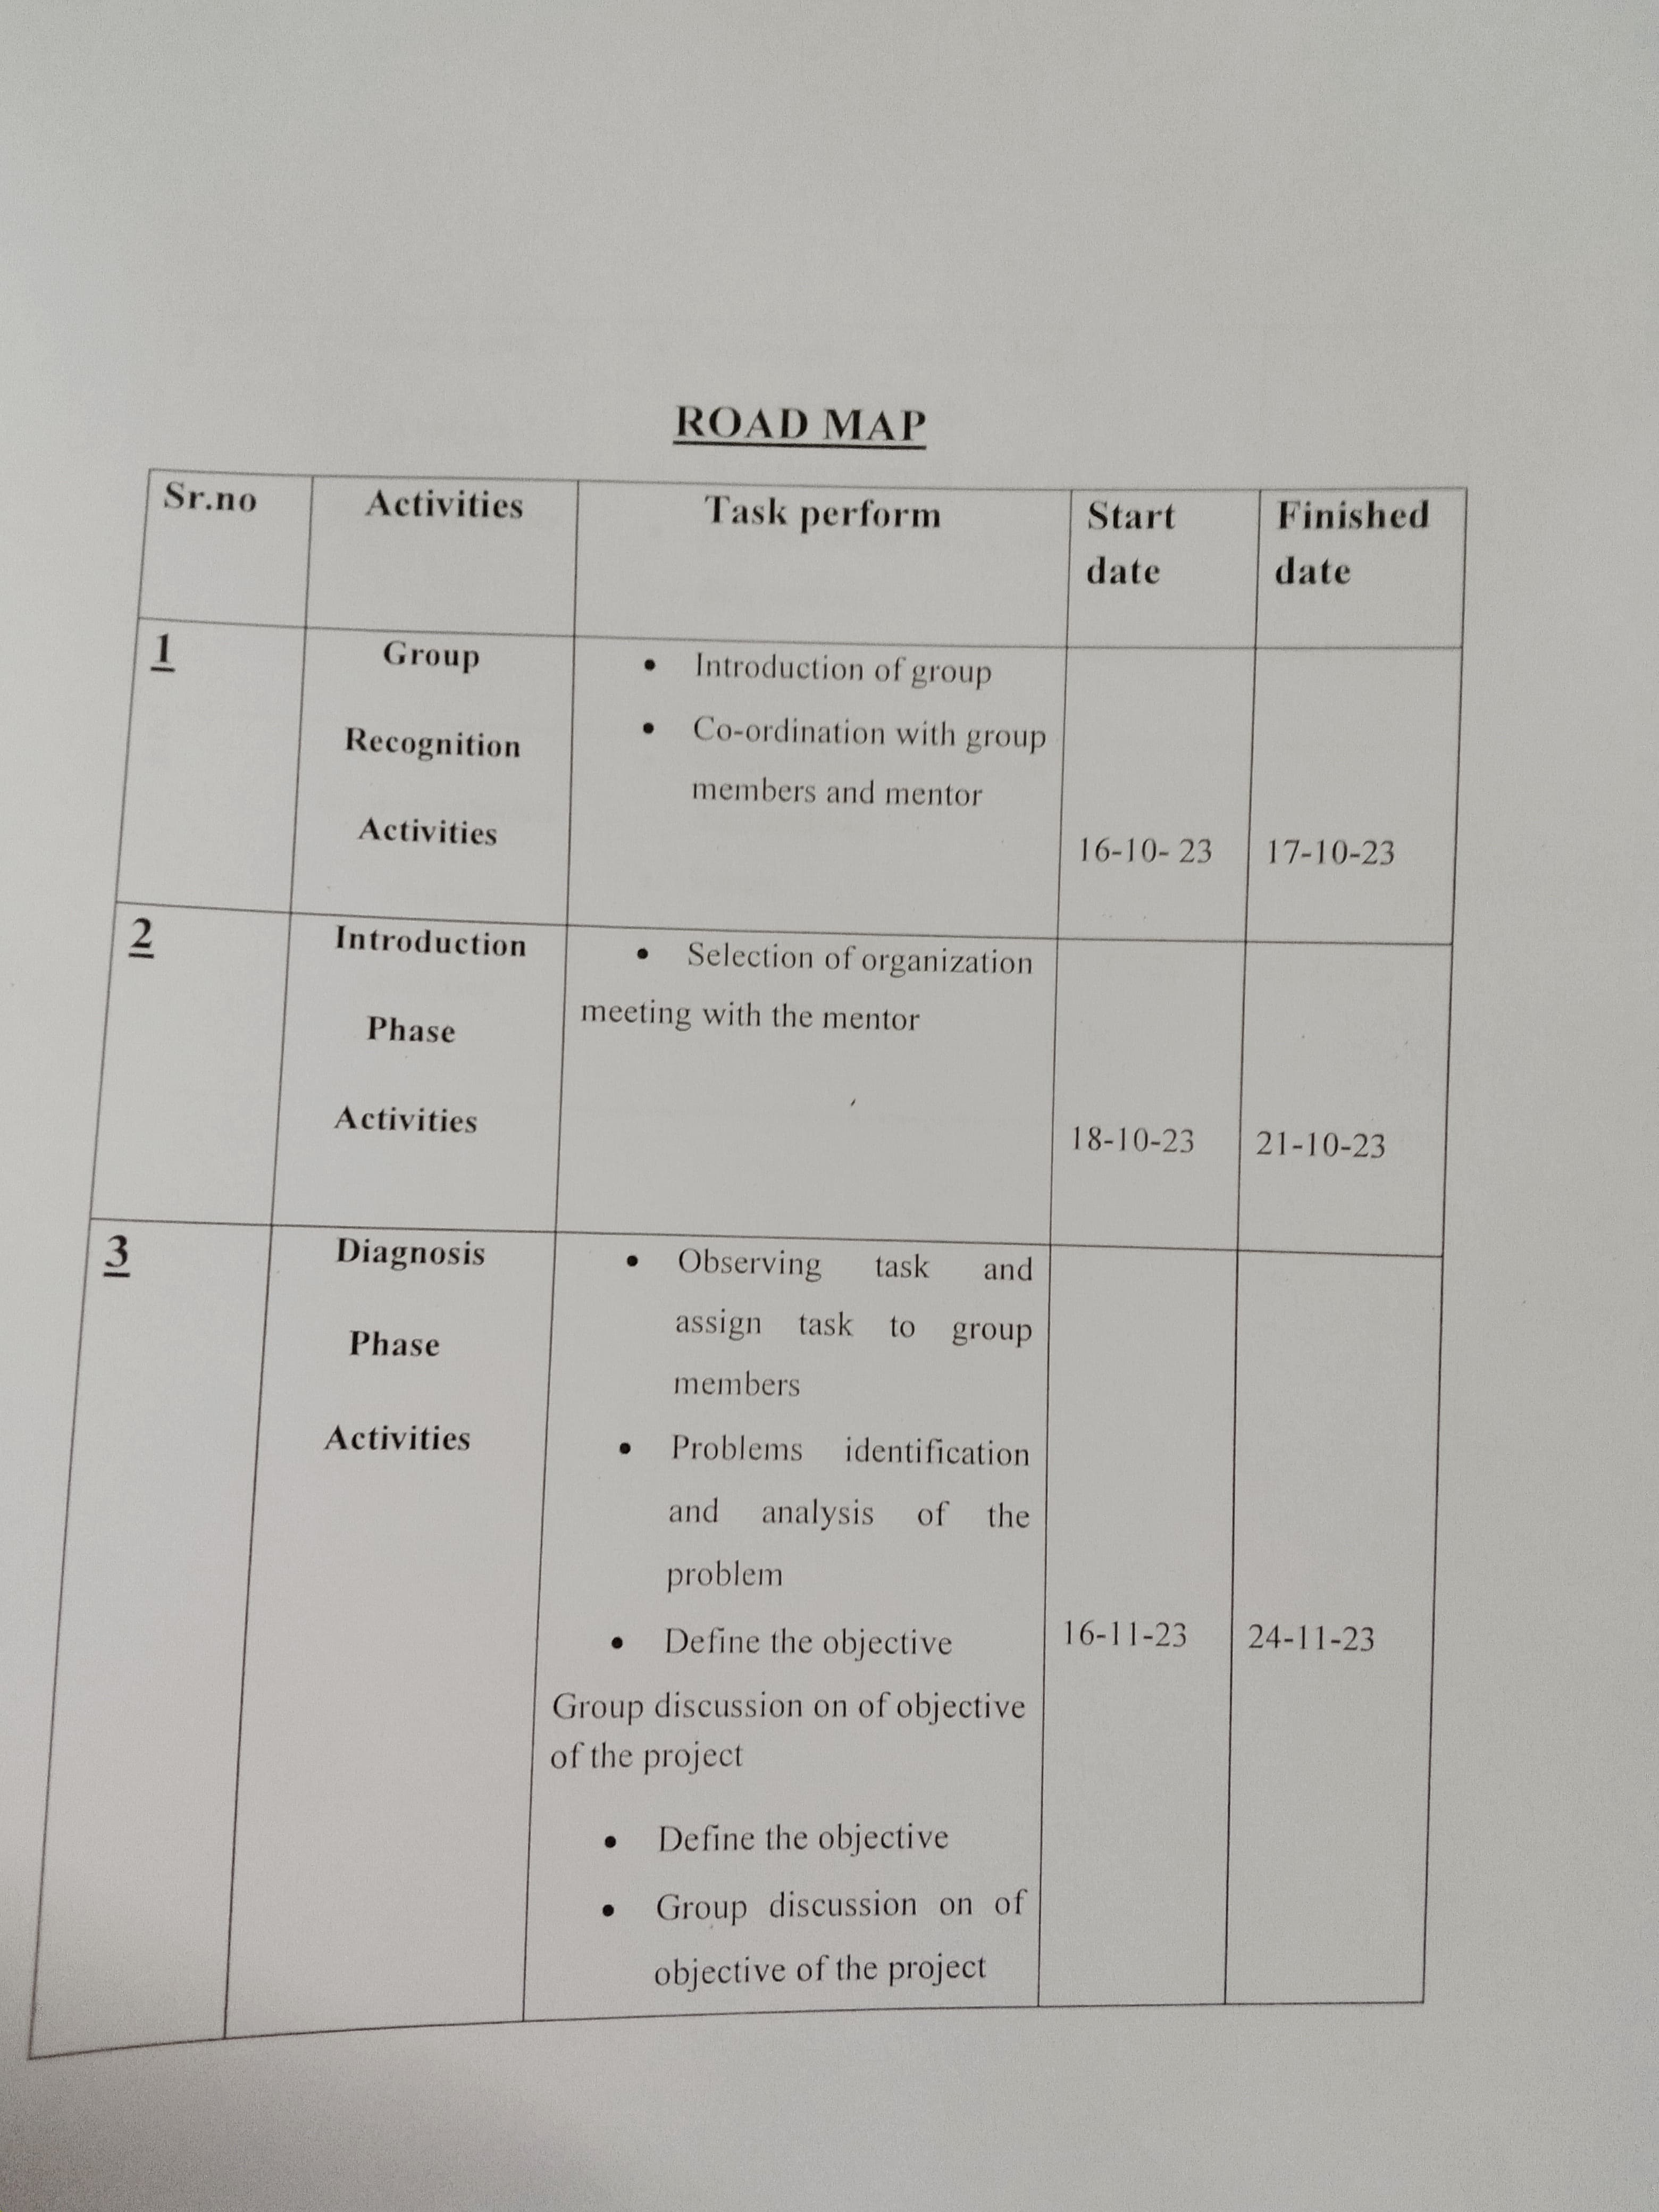 ROAD MAP
Sr.no Activities Task perform Start date Finished date
1
Group
Recognition
Activities
• Introduction of group
• Co-ordination with group
members and mentor
16-10- 23
17-10-23
2
Introduction
Phase
Activities
• Selection of organization
meeting with the mentor
18-10-23
21-10-23
3
Diagnosis
Phase
Activities
• Observing task and
assign task to group
members
• Problems identification
and analysis of the
problem
• Define the objective
Group discussion on of objective
of the project
• Define the objective
• Group discussion on of
objective of the project
16-11-23
24-11-23